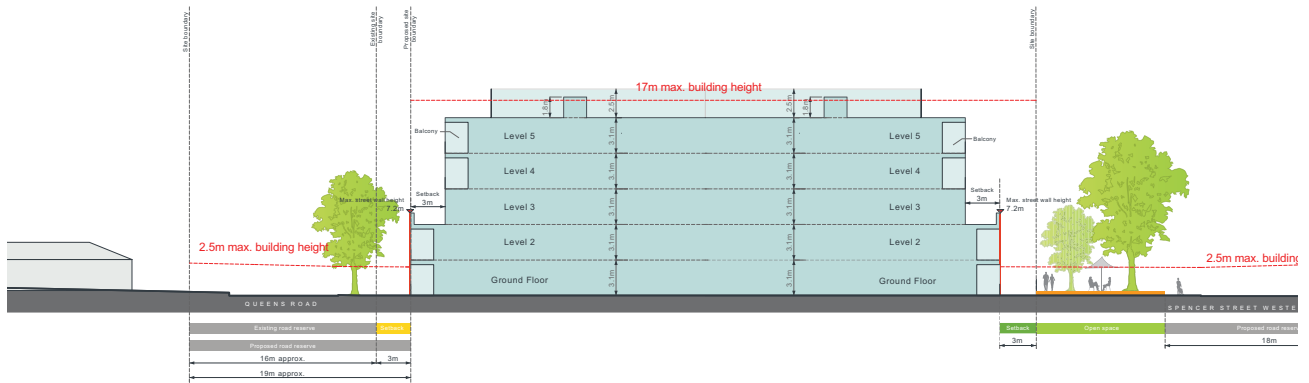 Site boundary
Existing site
boundary
Proposed site
boundary
Site boundary
17m max. building height
1.8m
2.5m
2.5m
1.8m
Balcony
Level 5
3.1m
3.1m
Level 5
Balcony
Level 4
3.1m
3.1m
Level 4
Setback
3m
Level 3
3.1m
3.1m
Level 3
Setback
3m
Max. street wall height
7.2m
Max. street wall height
7.2m
Level 2
3.1m
3.1m
Level 2
2.5m max. building height
2.5m max. building
Ground Floor
3.1m
3.1m
Ground Floor
QUEENS ROAD
SPENCER STREET WESTE
Existing road reserve
Setback
Setback
Open space
Proposed road reserve
Proposed road reserve
3m
18m
16m approx.
3m
19m approx.